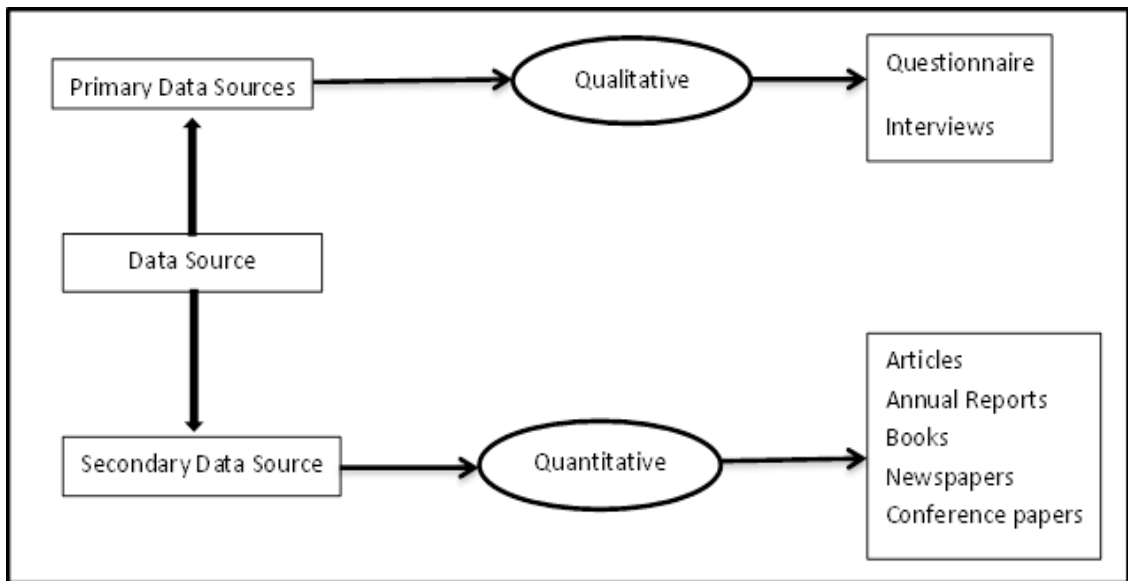 Primary Data Sources
Qualitative
Questionnaire
Interviews
Data Source
Secondary Data Source
Quantitative
Articles
Annual Reports
Books
Newspapers
Conference papers